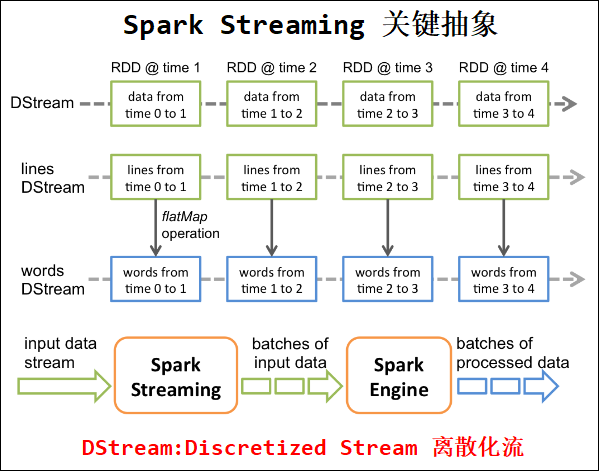 Spark Streaming 关键抽象
RDD @ time 1 RDD @ time 2 RDD @ time 3 RDD @ time 4
DStream
data from
time 0 to 1
data from
time 1 to 2
data from
time 2 to 3
data from
time 3 to 4
lines
DStream
lines from
time 0 to 1
lines from
time 1 to 2
lines from
time 2 to 3
lines from
time 3 to 4
flatMap
operation
words
DStream
words from
time 0 to 1
words from
time 1 to 2
words from
time 2 to 3
words from
time 3 to 4
input data
stream
Spark
Streaming
batches of
input data
Spark
Engine
batches of
processed data
DStream:Discretized Stream 离散化流